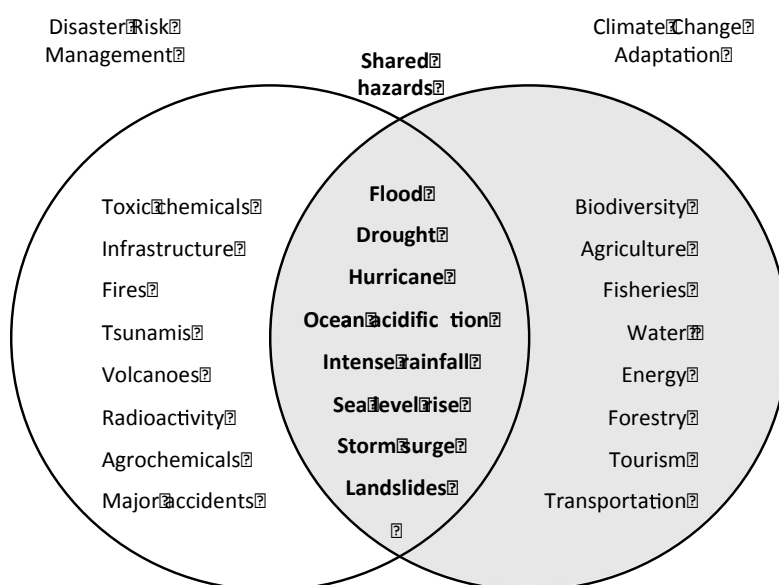 Disaster Risk
Management
Shared
hazards
Climate Change
Adaptation
Toxic chemicals
Infrastructure
Fires
Tsunamis
Volcanoes
Radioactivity
Agrochemicals
Major accidents
Flood
Drought
Hurricane
Ocean acidific tion
Intense rainfall
Sea level rise
Storm surge
Landslides
Biodiversity
Agriculture
Fisheries
Water
Energy
Forestry
Tourism
Transportation